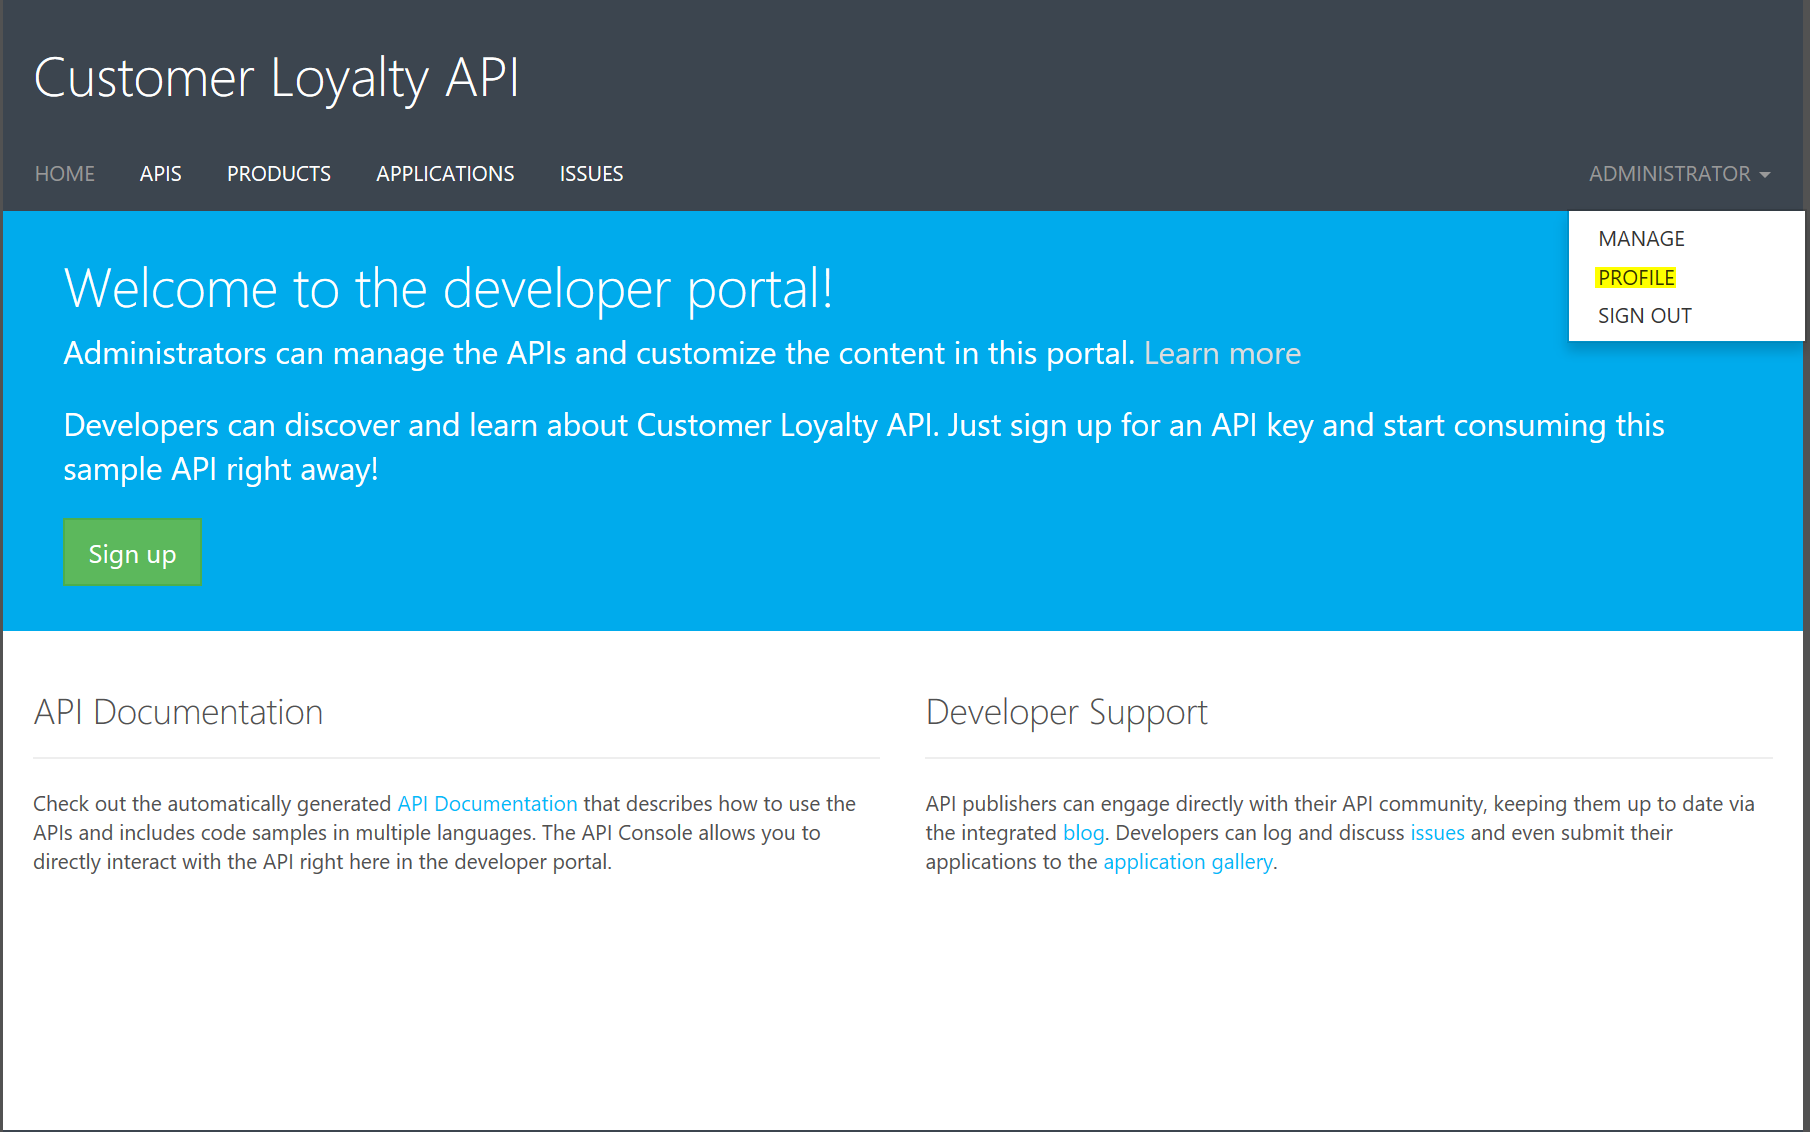 Customer Loyalty API
HOME APIS PRODUCTS APPLICATIONS ISSUES ADMINISTRATOR
MANAGE
PROFILE
SIGN OUT
Welcome to the developer portal!
Administrators can manage the APIs and customize the content in this portal. Learn more
Developers can discover and learn about Customer Loyalty API. Just sign up for an API key and start consuming this
sample API right away!
Sign up
API Documentation
Check out the automatically generated API Documentation that describes how to use the
APIs and includes code samples in multiple languages. The API Console allows you to
directly interact with the API right here in the developer portal.
Developer Support
API publishers can engage directly with their API community, keeping them up to date via
the integrated blog. Developers can log and discuss issues and even submit their
applications to the application gallery.